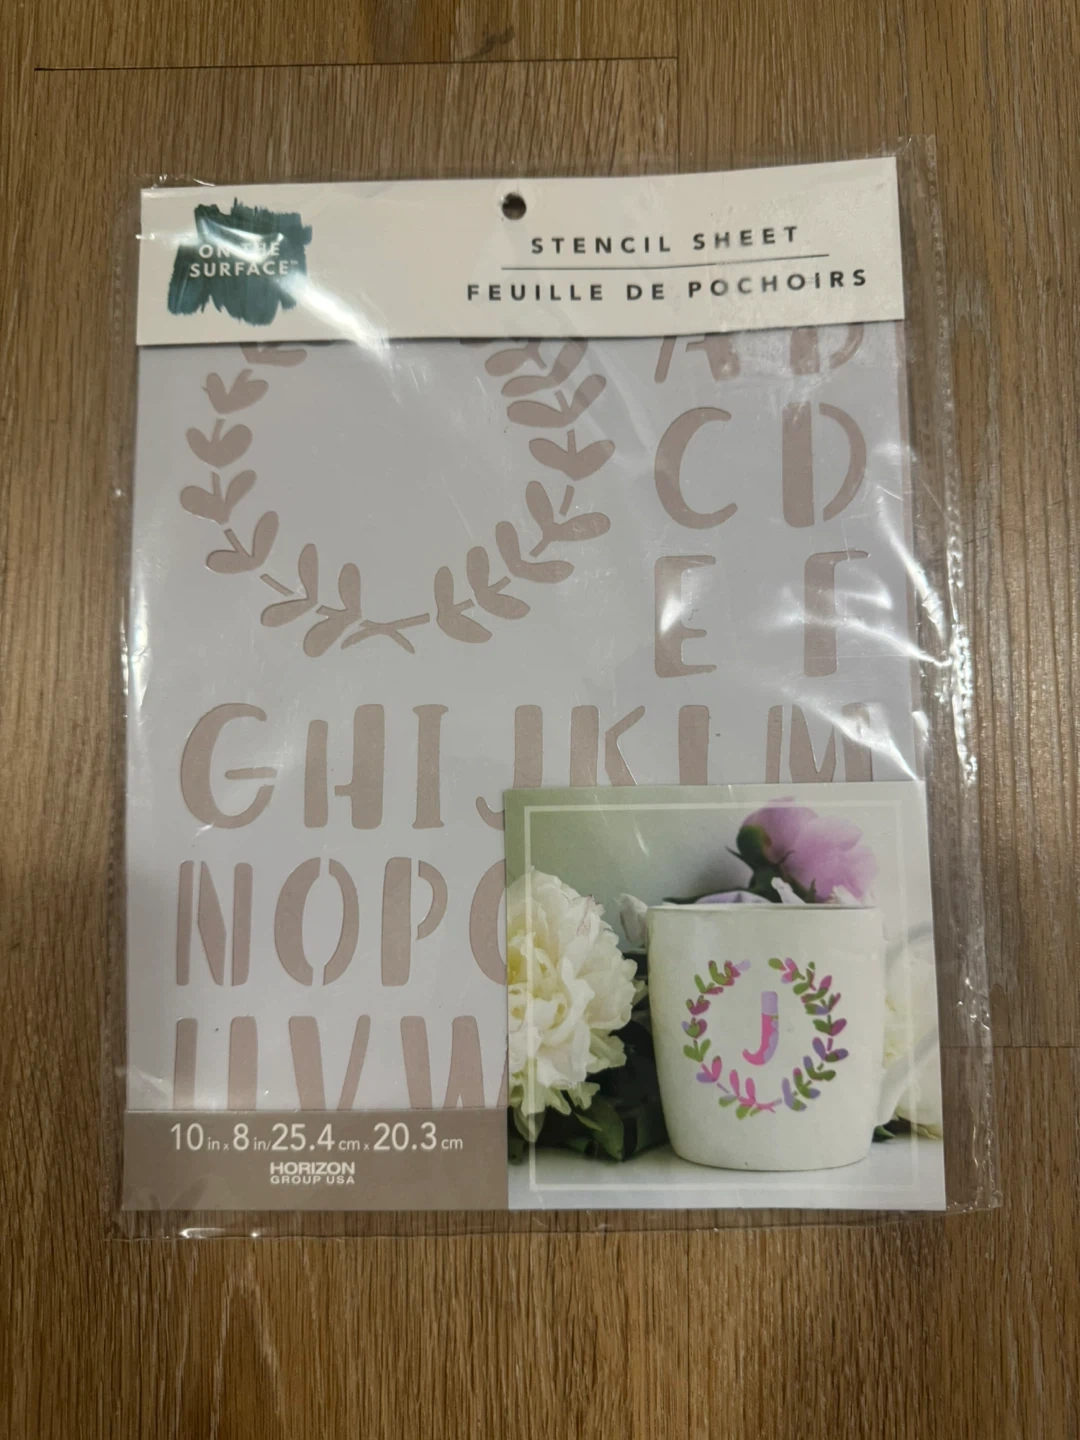 ON THE
SURFACE™
STENCIL SHEET
FEUILLE DE POCHOIRS
A B
C D
E F
G H I J K L M
N O P Q
U V W
10 in x 8 in/25.4 cm x 20.3 cm
HORIZON
GROUP USA
J